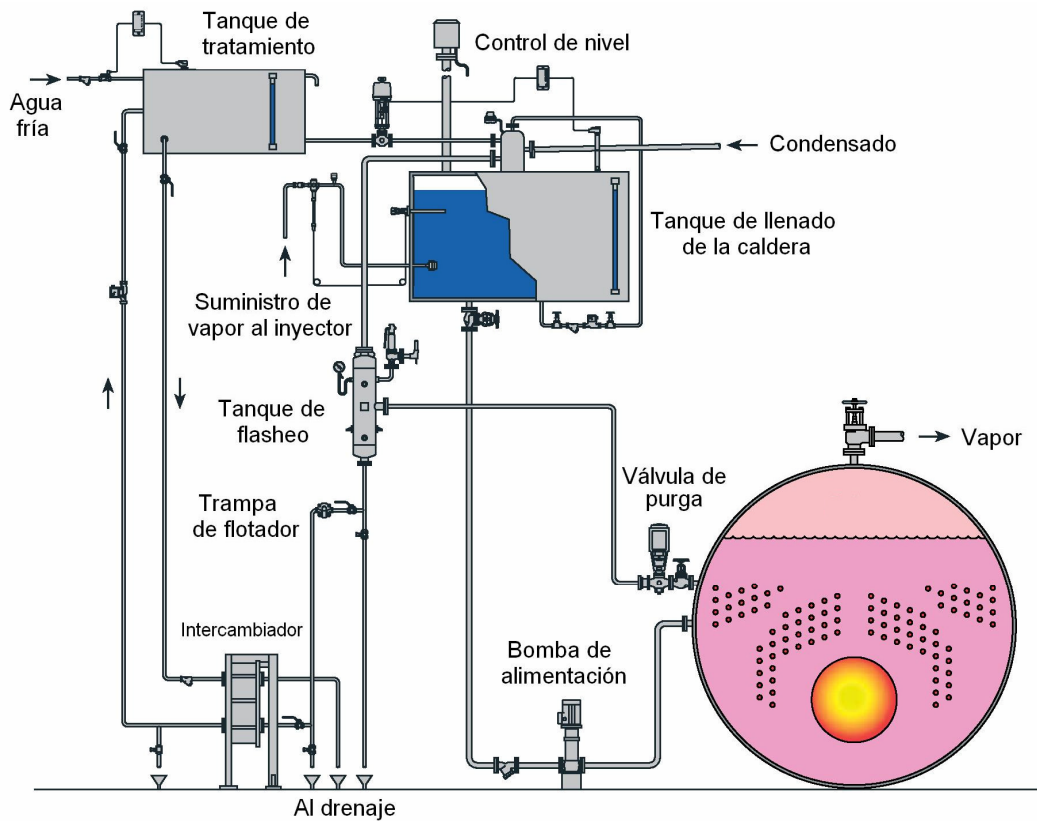 Tanque de
tratamiento
Control de nivel
Agua
fría
Condensado
Tanque de llenado
de la caldera
Suministro de
vapor al inyector
Tanque de
flasheo
Vapor
Válvula de
purga
Trampa
de flotador
Intercambiador
Bomba de
alimentación
Al drenaje